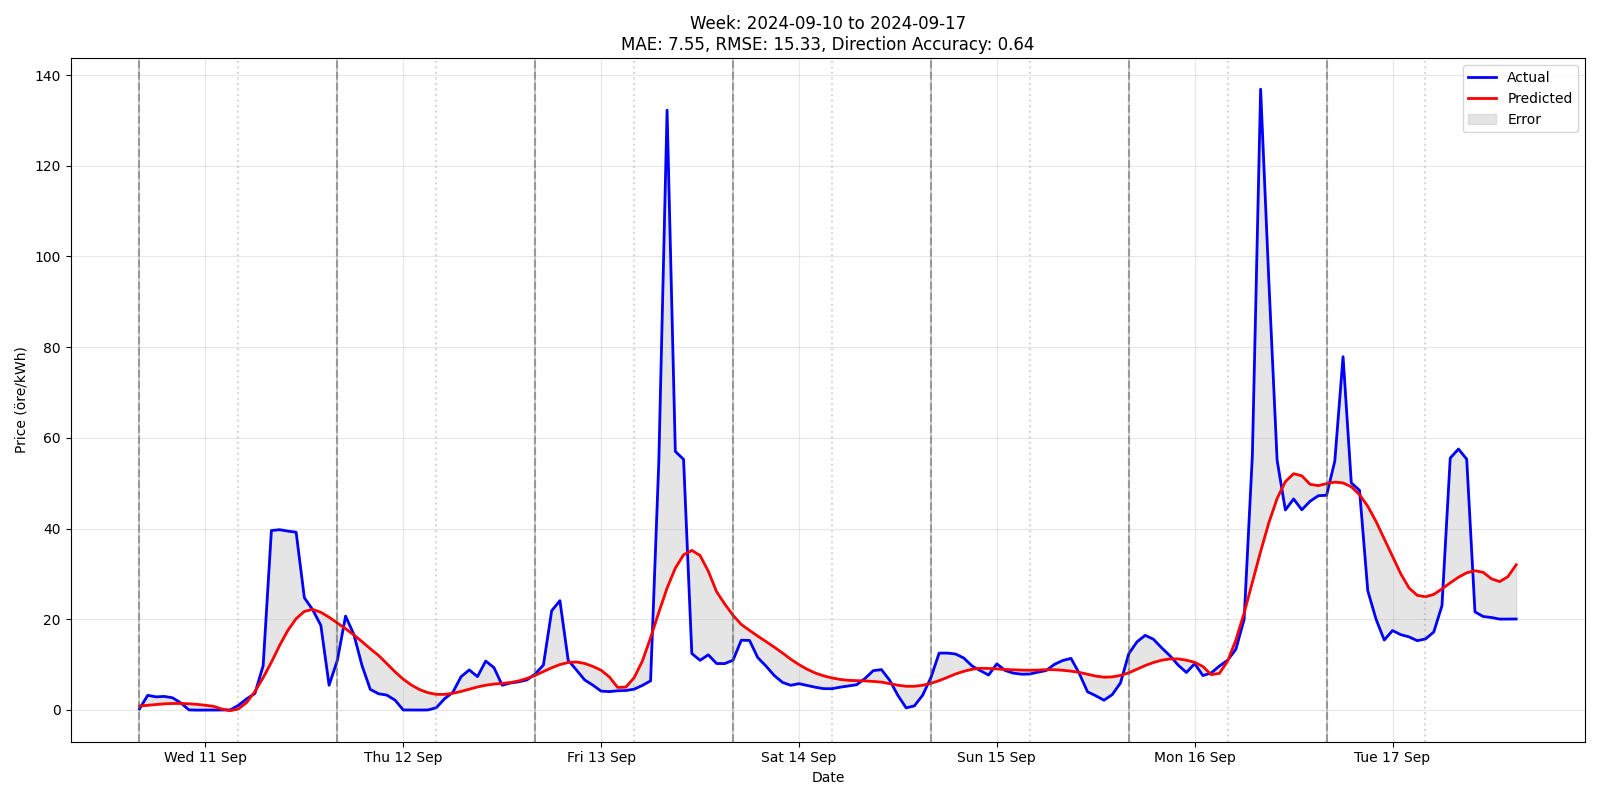 Week: 2024-09-10 to 2024-09-17
MAE: 7.55, RMSE: 15.33, Direction Accuracy: 0.64
Actual
Predicted
Error
Price (öre/kWh)
140
120
100
80
60
40
20
0
Wed 11 Sep
Thu 12 Sep
Fri 13 Sep
Sat 14 Sep
Sun 15 Sep
Mon 16 Sep
Tue 17 Sep
Date